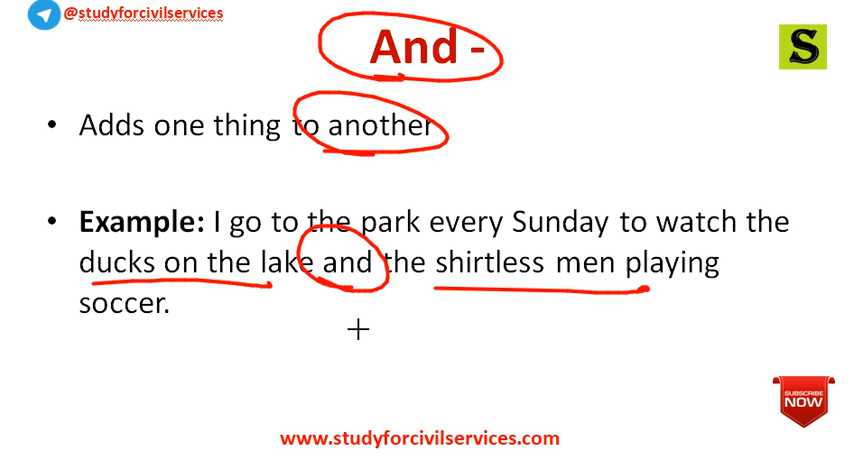 @studyforcivilservices
And -
S
• Adds one thing to another
• Example: I go to the park every Sunday to watch the
ducks on the lake and the shirtless men playing
soccer.
SUBSCRIBE
NOW
www.studyforcivilservices.com